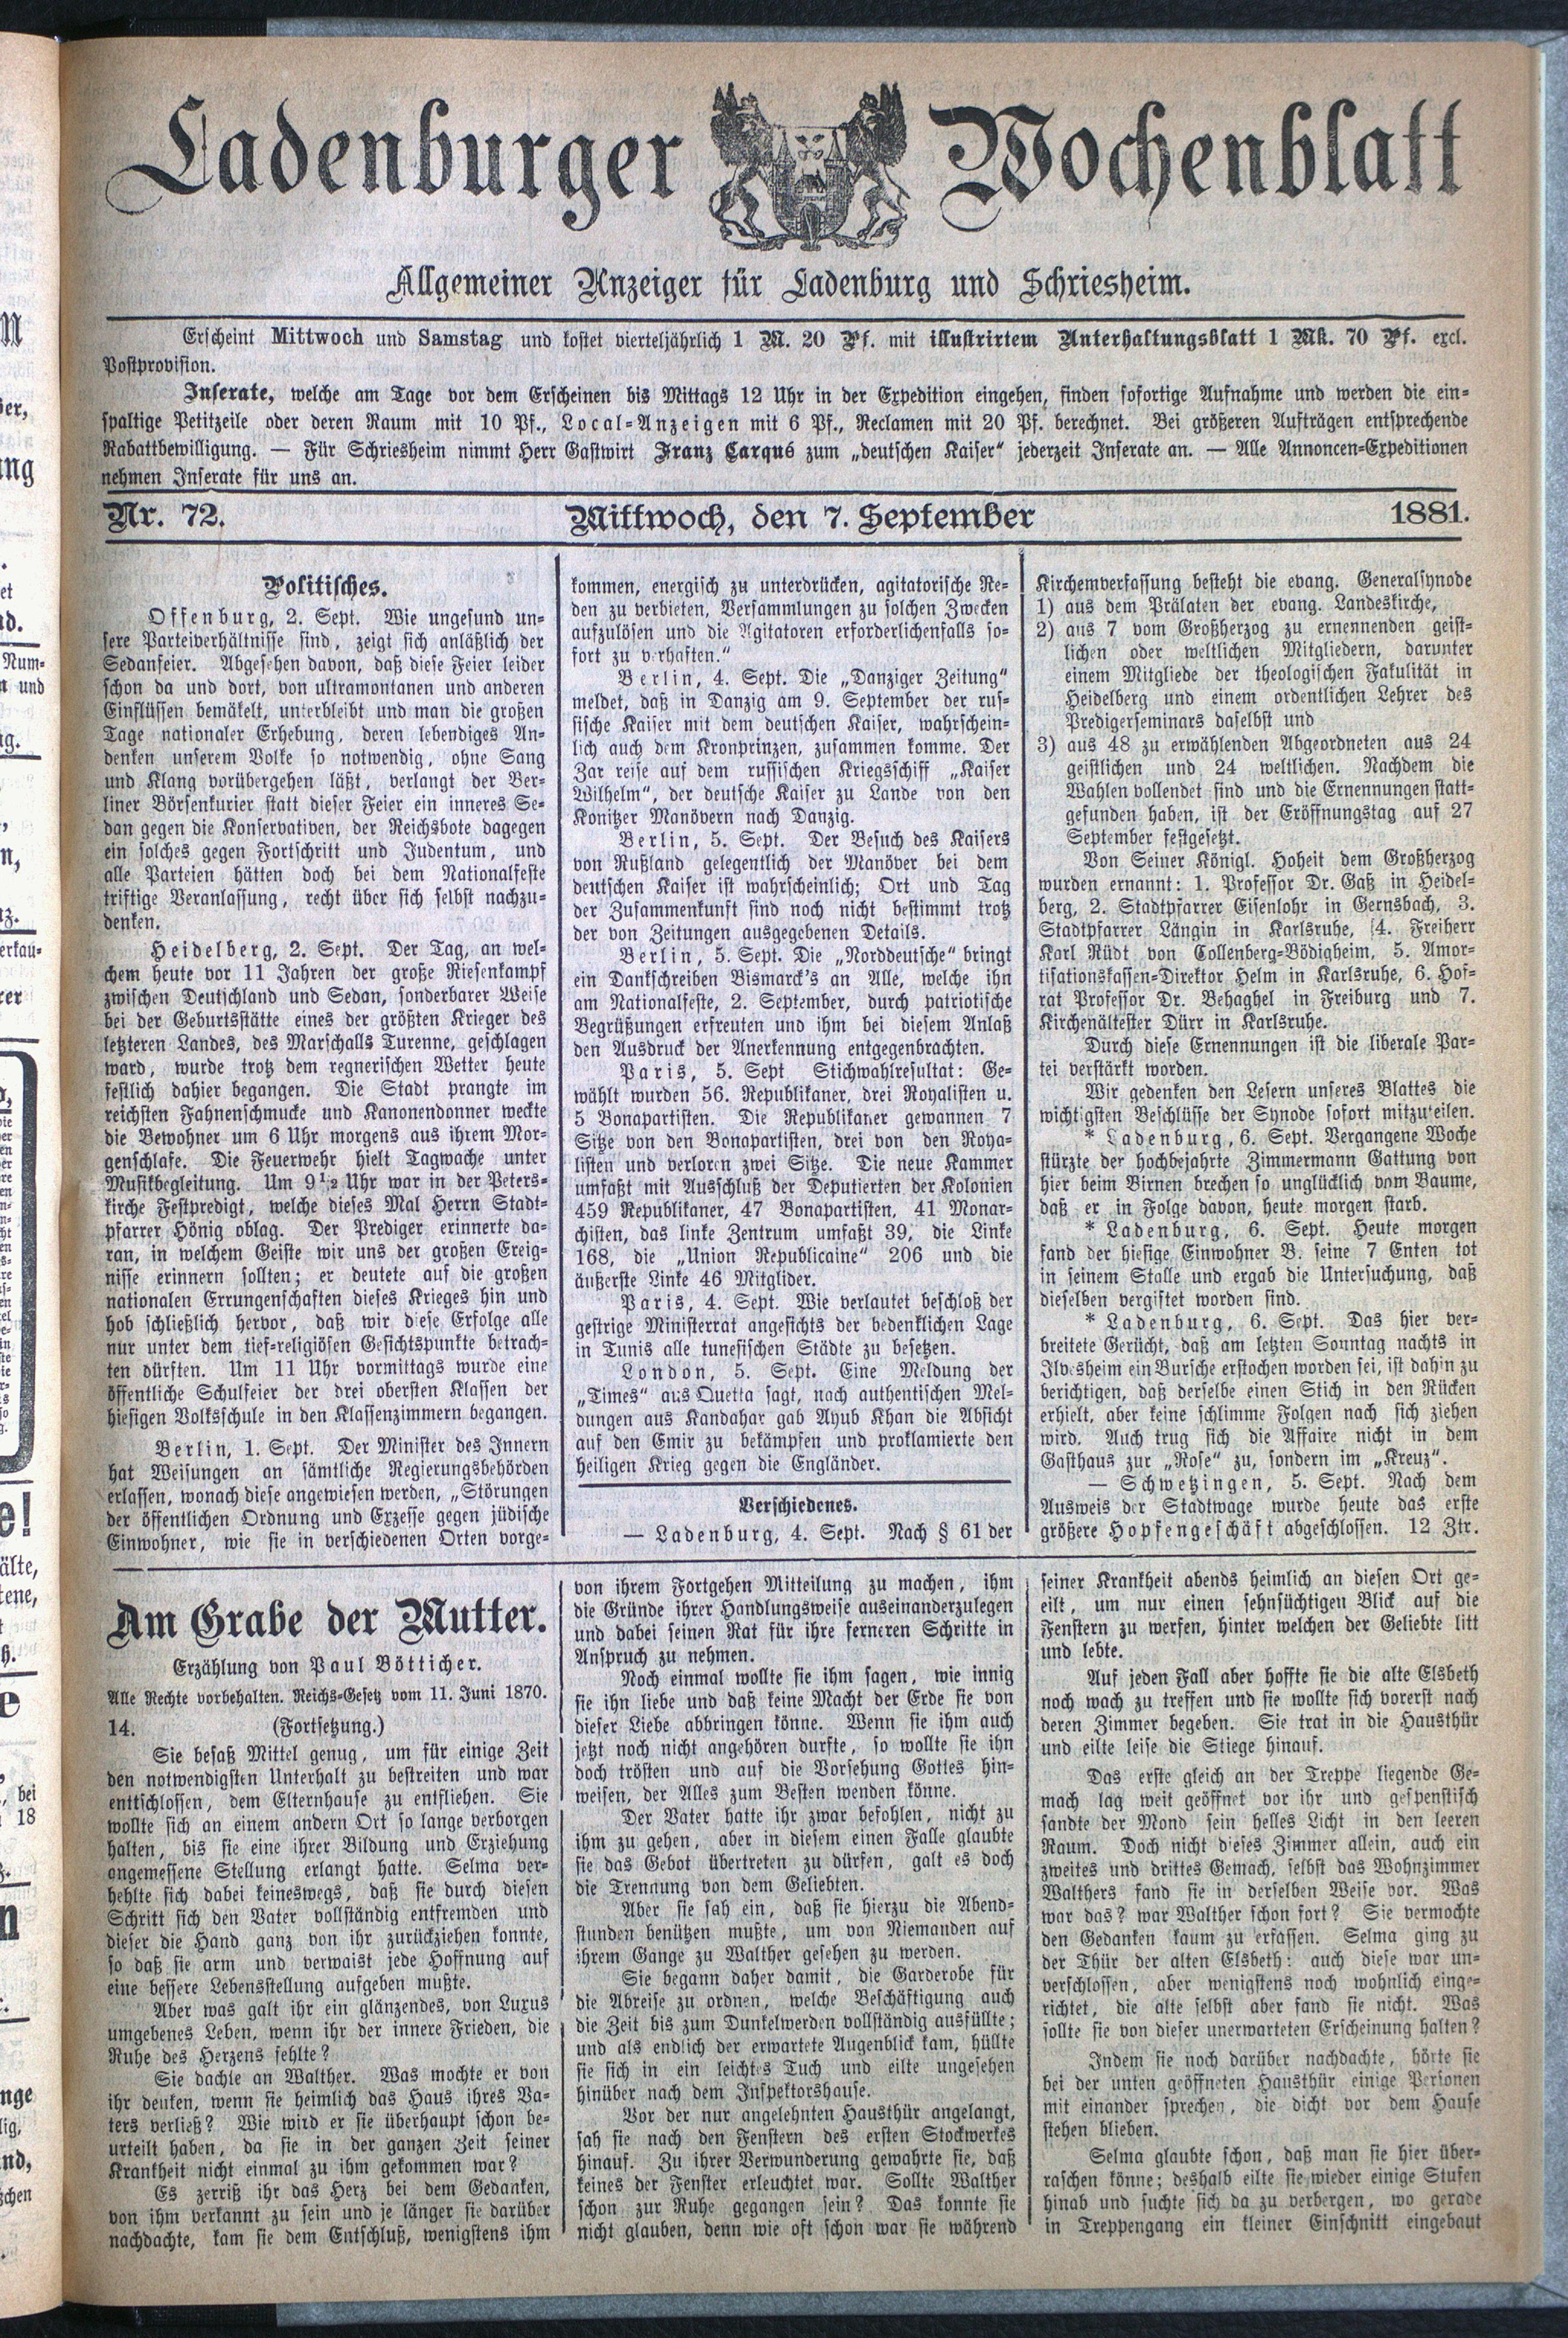 Ladenburger Wochenblatt
Allgemeiner Anzeiger für Ladenburg und Schriesheim.
Erscheint Mittwoch und Samstag und kostet vierteljährlich 1 M. 20 Pf. mit illustrirtem Unterhaltungsblatt 1 Mk. 70 Pf. excl.
Postprovision.
Inserate, welche am Tage vor dem Erscheinen bis Mittags 12 Uhr in der Expedition eingehen, finden sofortige Aufnahme und werden die ein-
spaltige Petitzeile oder deren Raum mit 10 Pf., Local-Anzeigen mit 6 Pf., Reclamen mit 20 Pf. berechnet. Bei größeren Aufträgen entsprechende
Rabattbewilligung. — Für Schriesheim nimmt Herr Gastwirt Franz Carqué zum „deutschen Kaiser“ jederzeit Inserate an. — Alle Annoncen-Expeditionen
nehmen Inserate für uns an.
Nr. 72. Mittwoch, den 7. September 1881.
Politisches.
Offenburg, 2. Sept. Wie ungesund un-
sere Parteiverhältnisse sind, zeigt sich anläßlich der
Sedanfeier. Abgesehen davon, daß diese Feier leider
schon da und dort, von ultramontanen und anderen
Einflüssen bemäkelt, unterbleibt und man die großen
Tage nationaler Erhebung, deren lebendiges An-
denken unserem Volke so notwendig, ohne Sang
und Klang vorübergehen läßt, verlangt der Ber-
liner Börsenkurier statt dieser Feier ein inneres Se-
dan gegen die Konservativen, der Reichsbote dagegen
ein solches gegen Fortschritt und Judentum, und
alle Parteien hätten doch bei dem Nationalfeste
triftige Veranlassung, recht über sich selbst nachzu-
denken.
Heidelberg, 2. Sept. Der Tag, an wel-
chem heute vor 11 Jahren der große Riesenkampf
zwischen Deutschland und Sedan, sonderbarer Weise
bei der Geburtsstätte eines der größten Krieger des
letzteren Landes, des Marschalls Turenne, geschlagen
ward, wurde trotz dem regnerischen Wetter heute
festlich dahier begangen. Die Stadt prangte im
reichsten Fahnenschmucke und Kanonendonner weckte
die Bewohner um 6 Uhr morgens aus ihrem Mor-
genschlafe. Die Feuerwehr hielt Tagwache unter
Musikbegleitung. Um 9½ Uhr war in der Peters-
kirche Festpredigt, welche dieses Mal Herrn Stadt-
pfarrer Hönig oblag. Der Prediger erinnerte da-
ran, in welchem Geiste wir uns der großen Ereig-
nisse erinnern sollten; er deutete auf die großen
nationalen Errungenschaften dieses Krieges hin und
hob schließlich hervor, daß wir diese Erfolge alle
nur unter dem tief-religiösen Gesichtspunkte betrach-
ten dürften. Um 11 Uhr vormittags wurde eine
öffentliche Schulfeier der drei obersten Klassen der
hiesigen Volksschule in den Klassenzimmern begangen.
Berlin, 1. Sept. Der Minister des Innern
hat Weisungen an sämtliche Regierungsbehörden
erlassen, wonach diese angewiesen werden, „Störungen
der öffentlichen Ordnung und Exzesse gegen jüdische
Einwohner, wie sie in verschiedenen Orten vorge-
kommen, energisch zu unterdrücken, agitatorische Re-
den zu verbieten, Versammlungen zu solchen Zwecken
aufzulösen und die Agitatoren erforderlichenfalls so-
fort zu verhaften.“
Berlin, 4. Sept. Die „Danziger Zeitung“
meldet, daß in Danzig am 9. September der rus-
sische Kaiser mit dem deutschen Kaiser, wahrschein-
lich auch dem Kronprinzen, zusammen komme. Der
Zar reise auf dem russischen Kriegsschiff „Kaiser
Wilhelm“, der deutsche Kaiser zu Lande von den
Konitzer Manövern nach Danzig.
Berlin, 5. Sept. Der Besuch des Kaisers
von Rußland gelegentlich der Manöver bei dem
deutschen Kaiser ist wahrscheinlich; Ort und Tag
der Zusammenkunft sind noch nicht bestimmt trotz
der von Zeitungen ausgegebenen Details.
Berlin, 5. Sept. Die „Norddeutsche“ bringt
ein Dankschreiben Bismarck's an Alle, welche ihn
am Nationalfeste, 2. September, durch patriotische
Begrüßungen erfreuten und ihm bei diesem Anlaß
den Ausdruck der Anerkennung entgegenbrachten.
Paris, 5. Sept Stichwahlresultat: Ge-
wählt wurden 56. Republikaner, drei Royalisten u.
5 Bonapartisten. Die Republikaner gewannen 7
Sitze von den Bonapartisten, drei von den Roya-
listen und verloren zwei Sitze. Die neue Kammer
umfaßt mit Ausschluß der Deputierten der Kolonien
459 Republikaner, 47 Bonapartisten, 41 Monar-
chisten, das linke Zentrum umfaßt 39, die Linke
168, die „Union Republicaine“ 206 und die
äußerste Linke 46 Mitglider.
Paris, 4. Sept. Wie verlautet beschloß der
gestrige Ministerrat angesichts der bedenklichen Lage
in Tunis alle tunesischen Städte zu besetzen.
London, 5. Sept. Eine Meldung der
„Times“ aus Quetta sagt, nach authentischen Mel-
dungen aus Kandahar gab Ayub Khan die Absicht
auf den Emir zu bekämpfen und proklamierte den
heiligen Krieg gegen die Engländer.
Verschiedenes.
— Ladenburg, 4. Sept. Nach § 61 der
Kirchemverfassung besteht die evang. Generalsynode
1) aus dem Prälaten der evang. Landeskirche,
2) aus 7 vom Großherzog zu ernennenden geist-
lichen oder weltlichen Mitgliedern, darunter
einem Mitgliede der theologischen Fakulität in
Heidelberg und einem ordentlichen Lehrer des
Predigerseminars daselbst und
3) aus 48 zu erwählenden Abgeordneten aus 24
geistlichen und 24 weltlichen. Nachdem die
Wahlen vollendet sind und die Ernennungen statt-
gefunden haben, ist der Eröffnungstag auf 27
September festgesetzt.
Von Seiner Königl. Hoheit dem Großherzog
wurden ernannt: 1. Professor Dr. Gaß in Heidel-
berg, 2. Stadtpfarrer Eisenlohr in Gernsbach, 3.
Stadtpfarrer Längin in Karlsruhe, 4. Freiherr
Karl Rüdt von Collenberg-Bödigheim, 5. Amor-
tisationskassen-Direktor Helm in Karlsruhe, 6. Hof-
rat Professor Dr. Behaghel in Freiburg und 7.
Kirchenältester Dürr in Karlsruhe.
Durch diese Ernennungen ist die liberale Par-
tei verstärkt worden.
Wir gedenken den Lesern unseres Blattes die
wichtigsten Beschlüsse der Synode sofort mitzuteilen.
* Ladenburg, 6. Sept. Vergangene Woche
stürzte der hochbejahrte Zimmermann Gattung von
hier beim Birnen brechen so unglücklich vom Baume,
daß er in Folge davon, heute morgen starb.
* Ladenburg, 6. Sept. Heute morgen
fand der hiesige Einwohner B. seine 7 Enten tot
in seinem Stalle und ergab die Untersuchung, daß
dieselben vergiftet worden sind.
* Ladenburg, 6. Sept. Das hier ver-
breitete Gerücht, daß am letzten Sonntag nachts in
Ilvesheim ein Bursche erstochen worden sei, ist dahin zu
berichtigen, daß derselbe einen Stich in den Rücken
erhielt, aber keine schlimme Folgen nach sich ziehen
wird. Auch trug sich die Affaire nicht in dem
Gasthaus zur „Rose“ zu, sondern im „Kreuz“.
— Schwetzingen, 5. Sept. Nach dem
Ausweis der Stadtwage wurde heute das erste
größere Hopfengeschäft abgeschlossen. 12 Ztr.
Am Grabe der Mutter.
Erzählung von Paul Bötticher.
Alle Rechte vorbehalten. Reichs-Gesetz vom 11. Juni 1870.
14. (Fortsetzung.)
Sie besaß Mittel genug, um für einige Zeit
den notwendigsten Unterhalt zu bestreiten und war
enttschlossen, dem Elternhause zu entfliehen. Sie
wollte sich an einem andern Ort so lange verborgen
halten, bis sie eine ihrer Bildung und Erziehung
angemessene Stellung erlangt hatte. Selma ver-
hehlte sich dabei keineswegs, daß sie durch diesen
Schritt sich den Vater vollständig entfremden und
dieser die Hand ganz von ihr zurückziehen konnte,
so daß sie arm und verwaist jede Hoffnung auf
eine bessere Lebensstellung aufgeben mußte.
Aber was galt ihr ein glänzendes, von Luxus
umgebenes Leben, wenn ihr der innere Frieden, die
Ruhe des Herzens fehlte?
Sie dachte an Walther. Was mochte er von
ihr denken, wenn sie heimlich das Haus ihres Va-
ters verließ? Wie wird er sie überhaupt schon be-
urteilt haben, da sie in der ganzen Zeit seiner
Krankheit nicht einmal zu ihm gekommen war?
Es zerriß ihr das Herz bei dem Gedanken,
von ihm verkannt zu sein und je länger sie darüber
nachdachte, kam sie dem Entschluß, wenigstens ihm
von ihrem Fortgehen Mitteilung zu machen, ihm
die Gründe ihrer Handlungsweise auseinanderzulegen
und dabei seinen Rat für ihre ferneren Schritte in
Anspruch zu nehmen.
Noch einmal wollte sie ihm sagen, wie innig
sie ihn liebe und daß keine Macht der Erde sie von
dieser Liebe abbringen könne. Wenn sie ihm auch
jetzt noch nicht angehören durfte, so wollte sie ihn
doch trösten und auf die Vorsehung Gottes hin-
weisen, der Alles zum Besten wenden könne.
Der Vater hatte ihr zwar befohlen, nicht zu
ihm zu gehen, aber in diesem einen Falle glaubte
sie das Gebot übertreten zu dürfen, galt es doch
die Trennung von dem Geliebten.
Aber sie sah ein, daß sie hierzu die Abend-
stunden benützen mußte, um von Niemanden auf
ihrem Gange zu Walther gesehen zu werden.
Sie begann daher damit, die Garderobe für
die Abreise zu ordnen, welche Beschäftigung auch
die Zeit bis zum Dunkelwerden vollständig ausfüllte;
und als endlich der erwartete Augenblick kam, hüllte
sie sich in ein leichtes Tuch und eilte ungesehen
hinüber nach dem Inspektorshause.
Vor der nur angelehnten Hausthür angelangt,
sah sie nach den Fenstern des ersten Stockwerkes
hinauf. Zu ihrer Verwunderung gewahrte sie, daß
keines der Fenster erleuchtet war. Sollte Walther
schon zur Ruhe gegangen sein? Das konnte sie
nicht glauben, denn wie oft schon war sie während
seiner Krankheit abends heimlich an diesen Ort ge-
eilt, um nur einen sehnsüchtigen Blick auf die
Fenstern zu werfen, hinter welchen der Geliebte litt
und lebte.
Auf jeden Fall aber hoffte sie die alte Elsbeth
noch wach zu treffen und sie wollte sich vorerst nach
deren Zimmer begeben. Sie trat in die Hausthür
und eilte leise die Stiege hinauf.
Das erste gleich an der Treppe liegende Ge-
mach lag weit geöffnet vor ihr und gespenstisch
sandte der Mond sein helles Licht in den leeren
Raum. Doch nicht dieses Zimmer allein, auch ein
zweites und drittes Gemach, selbst das Wohnzimmer
Walthers fand sie in derselben Weise vor. Was
war das? war Walther schon fort? Sie vermochte
den Gedanken kaum zu erfassen. Selma ging zu
der Thür der alten Elsbeth: auch diese war un-
verschlossen, aber wenigstens noch wohnlich einge-
richtet, die alte selbst aber fand sie nicht. Was
sollte sie von dieser unerwarteten Erscheinung halten?
Indem sie noch darüber nachdachte, hörte sie
bei der unten geöffneten Hausthür einige Personen
mit einander sprechen, die dicht vor dem Hause
stehen blieben.
Selma glaubte schon, daß man sie hier über-
raschen könne; deshalb eilte sie wieder einige Stufen
hinab und suchte sich da zu verbergen, wo gerade
in Treppengang ein kleiner Einschnitt eingebaut